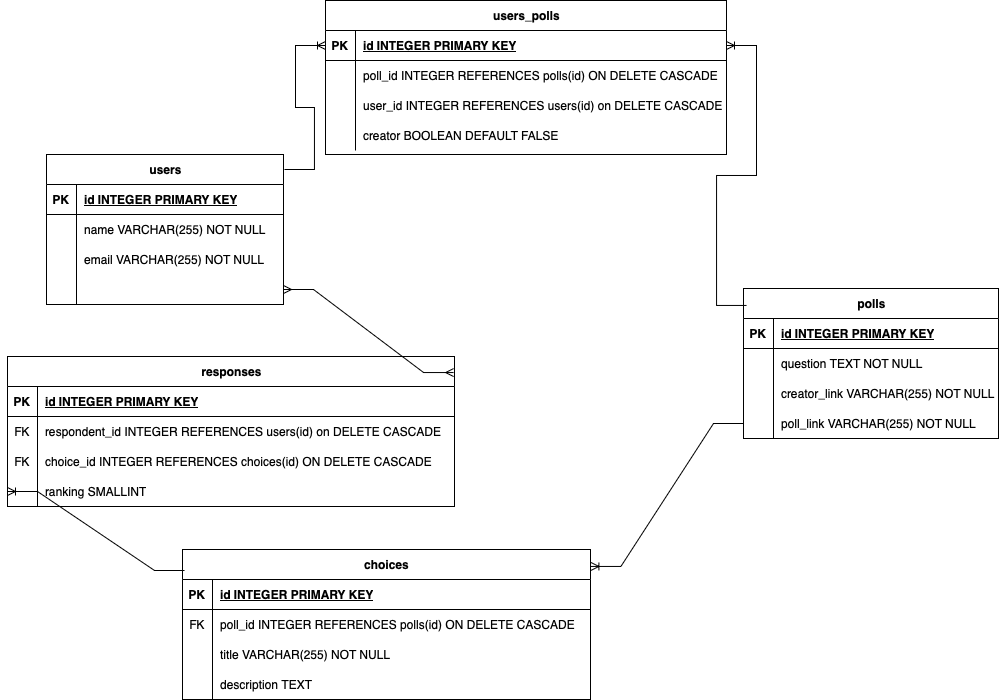 users_polls
PK id INTEGER PRIMARY KEY
poll_id INTEGER REFERENCES polls(id) ON DELETE CASCADE
user_id INTEGER REFERENCES users(id) on DELETE CASCADE
creator BOOLEAN DEFAULT FALSE
users
PK id INTEGER PRIMARY KEY
name VARCHAR(255) NOT NULL
email VARCHAR(255) NOT NULL
polls
PK id INTEGER PRIMARY KEY
question TEXT NOT NULL
creator_link VARCHAR(255) NOT NULL
poll_link VARCHAR(255) NOT NULL
responses
PK id INTEGER PRIMARY KEY
FK respondent_id INTEGER REFERENCES users(id) on DELETE CASCADE
FK choice_id INTEGER REFERENCES choices(id) ON DELETE CASCADE
ranking SMALLINT
choices
PK id INTEGER PRIMARY KEY
FK poll_id INTEGER REFERENCES polls(id) ON DELETE CASCADE
title VARCHAR(255) NOT NULL
description TEXT